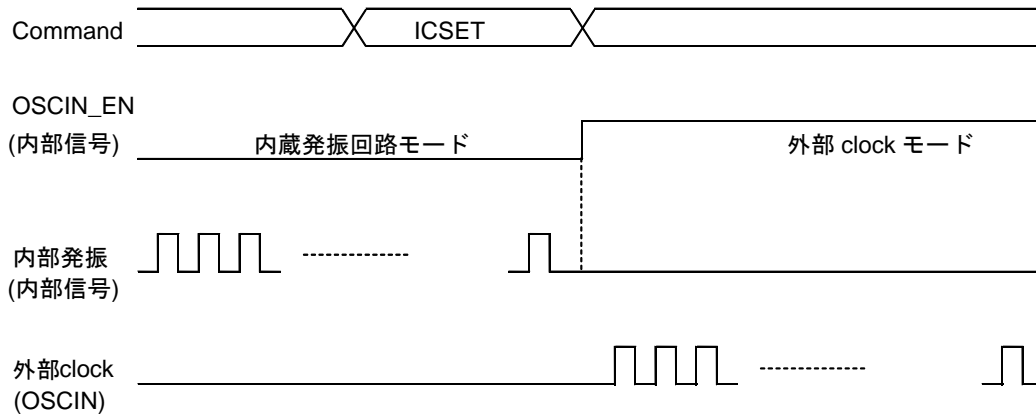 Command
ICSET
OSCIN_EN
(内部信号)
内蔵発振回路モード
外部 clock モード
内部発振
(内部信号)
外部clock
(OSCIN)